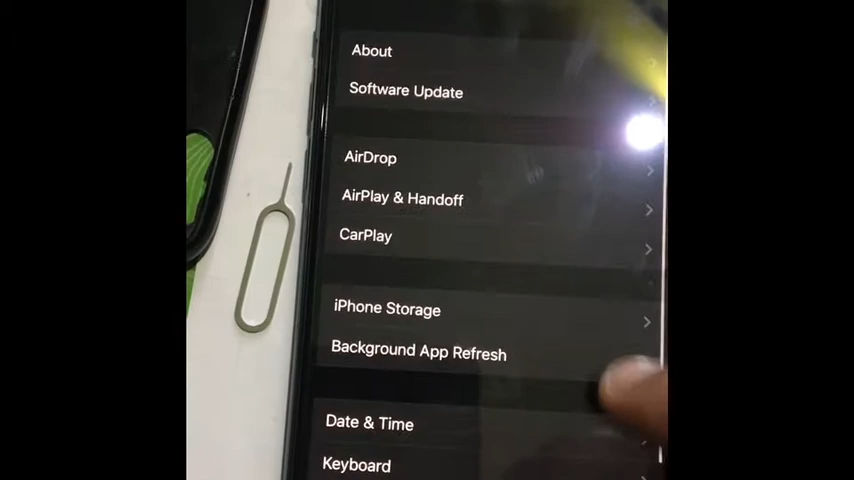 About
Software Update
AirDrop
AirPlay & Handoff
CarPlay
iPhone Storage
Background App Refresh
Date & Time
Keyboard